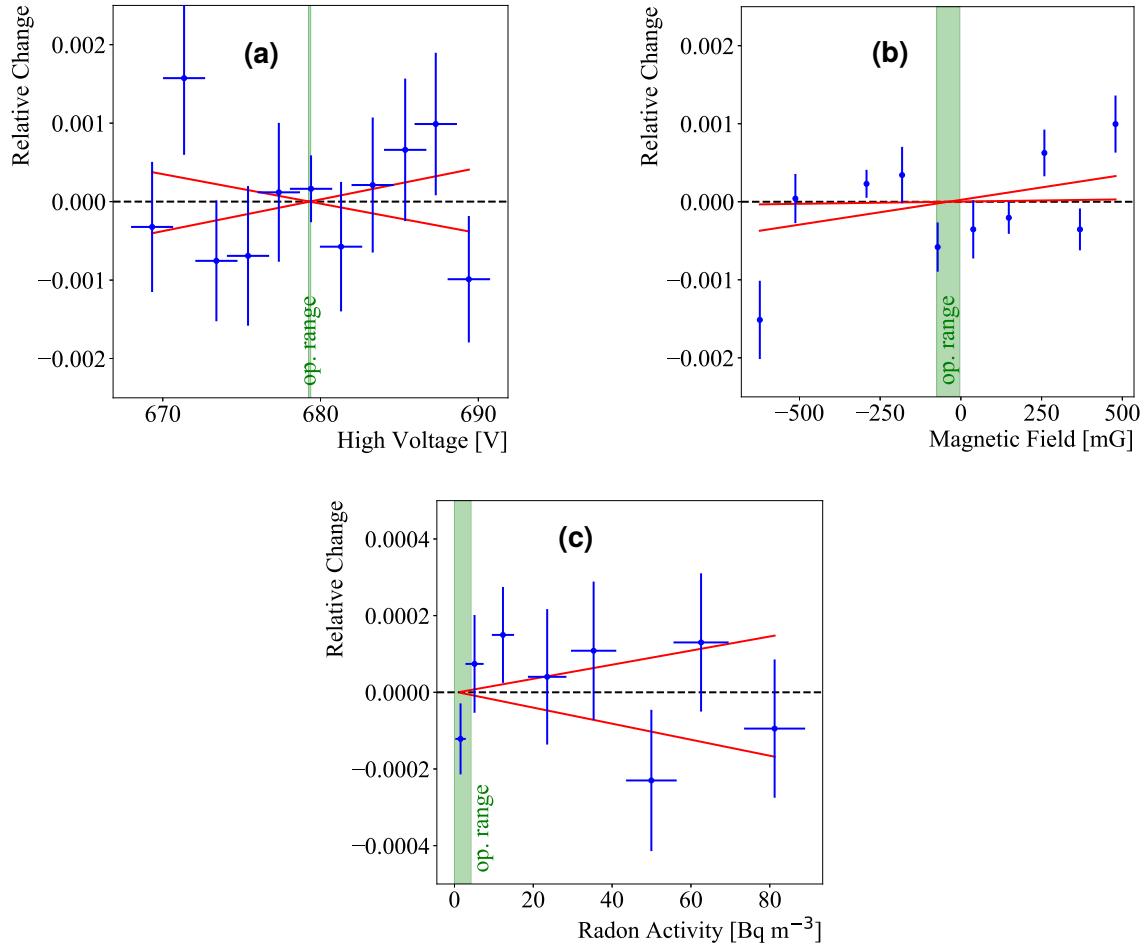 (a)
Relative Change
0.002
0.001
0.000
−0.001
−0.002
op. range
670
680
690
High Voltage [V]
(b)
Relative Change
0.002
0.001
0.000
−0.001
−0.002
op. range
−500
−250
0
250
500
Magnetic Field [mG]
(c)
Relative Change
0.0004
0.0002
0.0000
−0.0002
−0.0004
op. range
0
20
40
60
80
Radon Activity [Bq m⁻³]